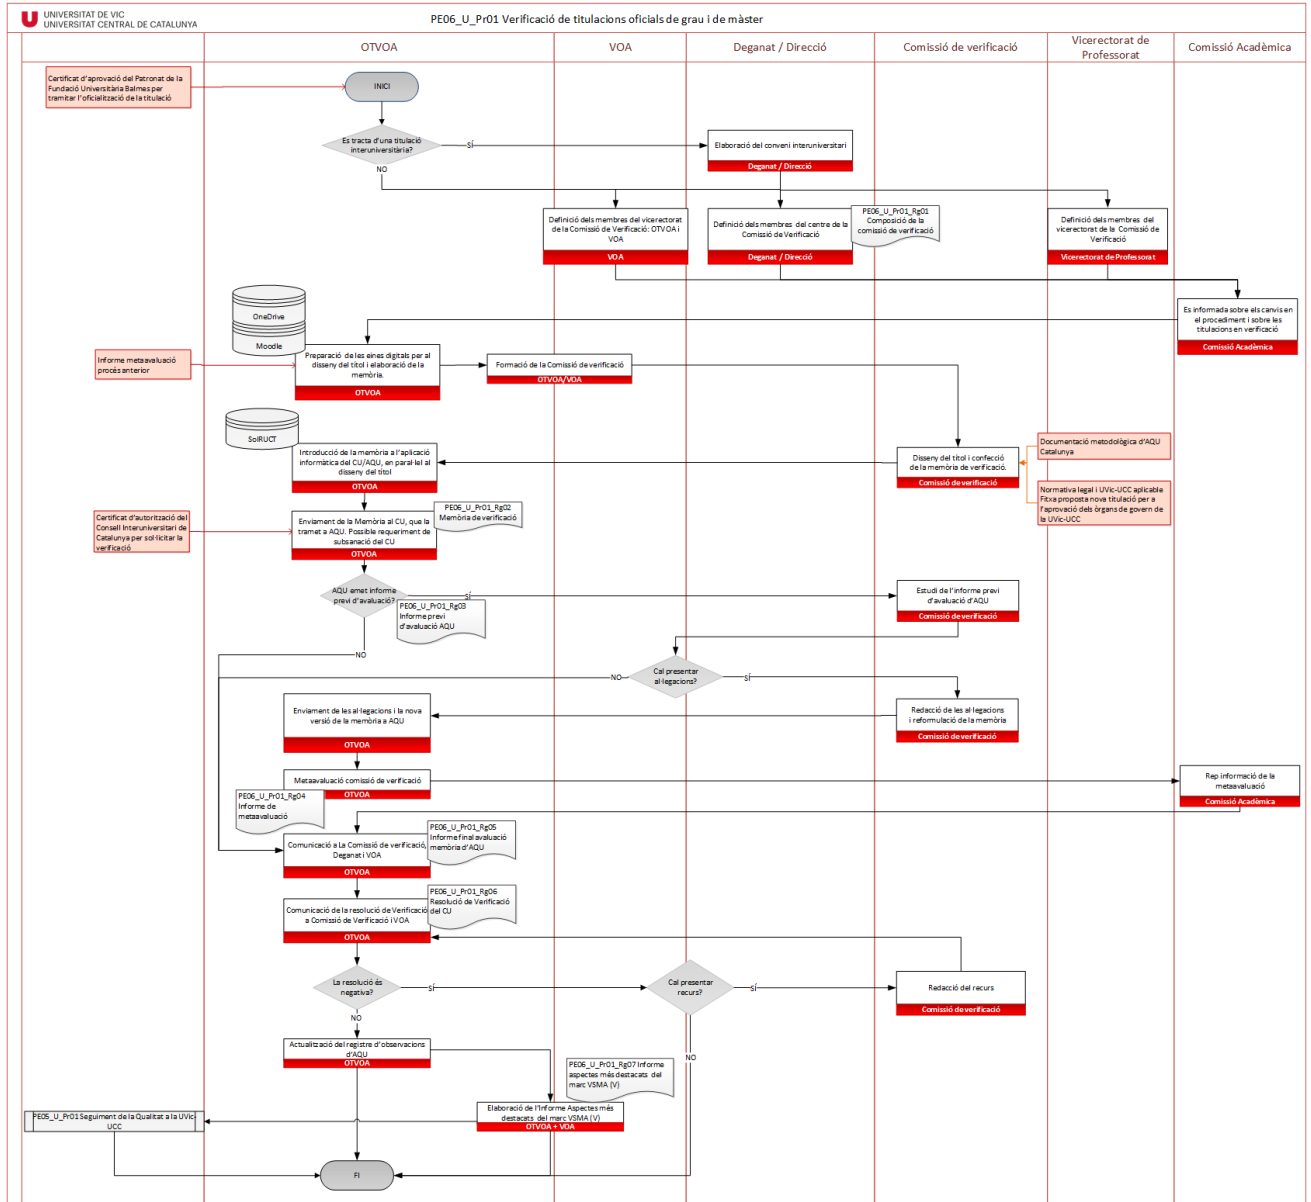 UNIVERSITAT DE VIC
UNIVERSITAT CENTRAL DE CATALUNYA
PE06_U_Pr01 Verificació de titulacions oficials de grau i de màster
OTVOA
VOA
Deganat / Direcció
Comissió de verificació
Vicerectorat de
Professorat
Comissió Acadèmica
Certificat d'aprovació del Patronat de la
Fundació Universitària Balmes per
tramitar l'oficialització de la titulació
INICI
Es tracta d'una titulació
interuniversitària?
SÍ
NO
Elaboració del conveni interuniversitari
Deganat / Direcció
Definició dels membres del vicerectorat
de la Comissió de Verificació: OTVOA i
VOA
VOA
Definició dels membres del centre de la
Comissió de Verificació
Deganat / Direcció
PE06_U_Pr01_Rg01
Composició de la
comissió de verificació
Definició dels membres del
vicerectorat de la Comissió de
Verificació
Vicerectorat de Professorat
OneDrive
Moodle
Es informada sobre els canvis en
el procediment i sobre les
titulacions en verificació
Comissió Acadèmica
Informe metaavaluació
procés anterior
Preparació de les eines digitals per al
disseny del títol i elaboració de la
memòria.
OTVOA
Formació de la Comissió de verificació
OTVOA/VOA
SolRUCT
Introducció de la memòria a l'aplicació
informàtica del CU/AQU, en paral·lel al
disseny del títol
OTVOA
Disseny del títol i confecció
de la memòria de verificació.
Comissió de verificació
Documentació metodològica d'AQU
Catalunya
Normativa legal i UVic-UCC aplicable
Fitxa proposta nova titulació per a
l'aprovació dels òrgans de govern de
la UVic-UCC
Certificat d'autorització del
Consell Interuniversitari de
Catalunya per sol·licitar la
verificació
Enviament de la Memòria al CU, que la
tramet a AQU. Possible requeriment de
subsanació del CU
OTVOA
PE06_U_Pr01_Rg02
Memòria de verificació
AQU emet informe
previ d'avaluació?
SÍ
NO
PE06_U_Pr01_Rg03
Informe previ
d'avaluació AQU
Estudi de l'informe previ
d'avaluació d'AQU
Comissió de verificació
Cal presentar
al·legacions?
NO
SÍ
Enviament de les al·legacions i la nova
versió de la memòria a AQU
OTVOA
Redacció de les al·legacions
i reformulació de la memòria
Comissió de verificació
Metaavaluació comissió de verificació
OTVOA
Rep informació de la
metaavaluació
Comissió Acadèmica
PE06_U_Pr01_Rg04
Informe de
metaavaluació
Comunicació a La Comissió de verificació,
Deganat i VOA
OTVOA
PE06_U_Pr01_Rg05
Informe final avaluació
memòria d'AQU
Comunicació de la resolució de Verificació
a Comissió de Verificació i VOA
OTVOA
PE06_U_Pr01_Rg06
Resolució de Verificació
del CU
La resolució és
negativa?
SÍ
NO
Cal presentar
recurs?
SÍ
NO
Redacció del recurs
Comissió de verificació
Actualització del registre d'observacions
d'AQU
OTVOA
PE06_U_Pr01_Rg07 Informe
aspectes més destacats del
marc VSMA (V)
Elaboració de l'Informe Aspectes més
destacats del marc VSMA (V)
OTVOA + VOA
PE05_U_Pr01 Seguiment de la Qualitat a la UVic-
UCC
FI